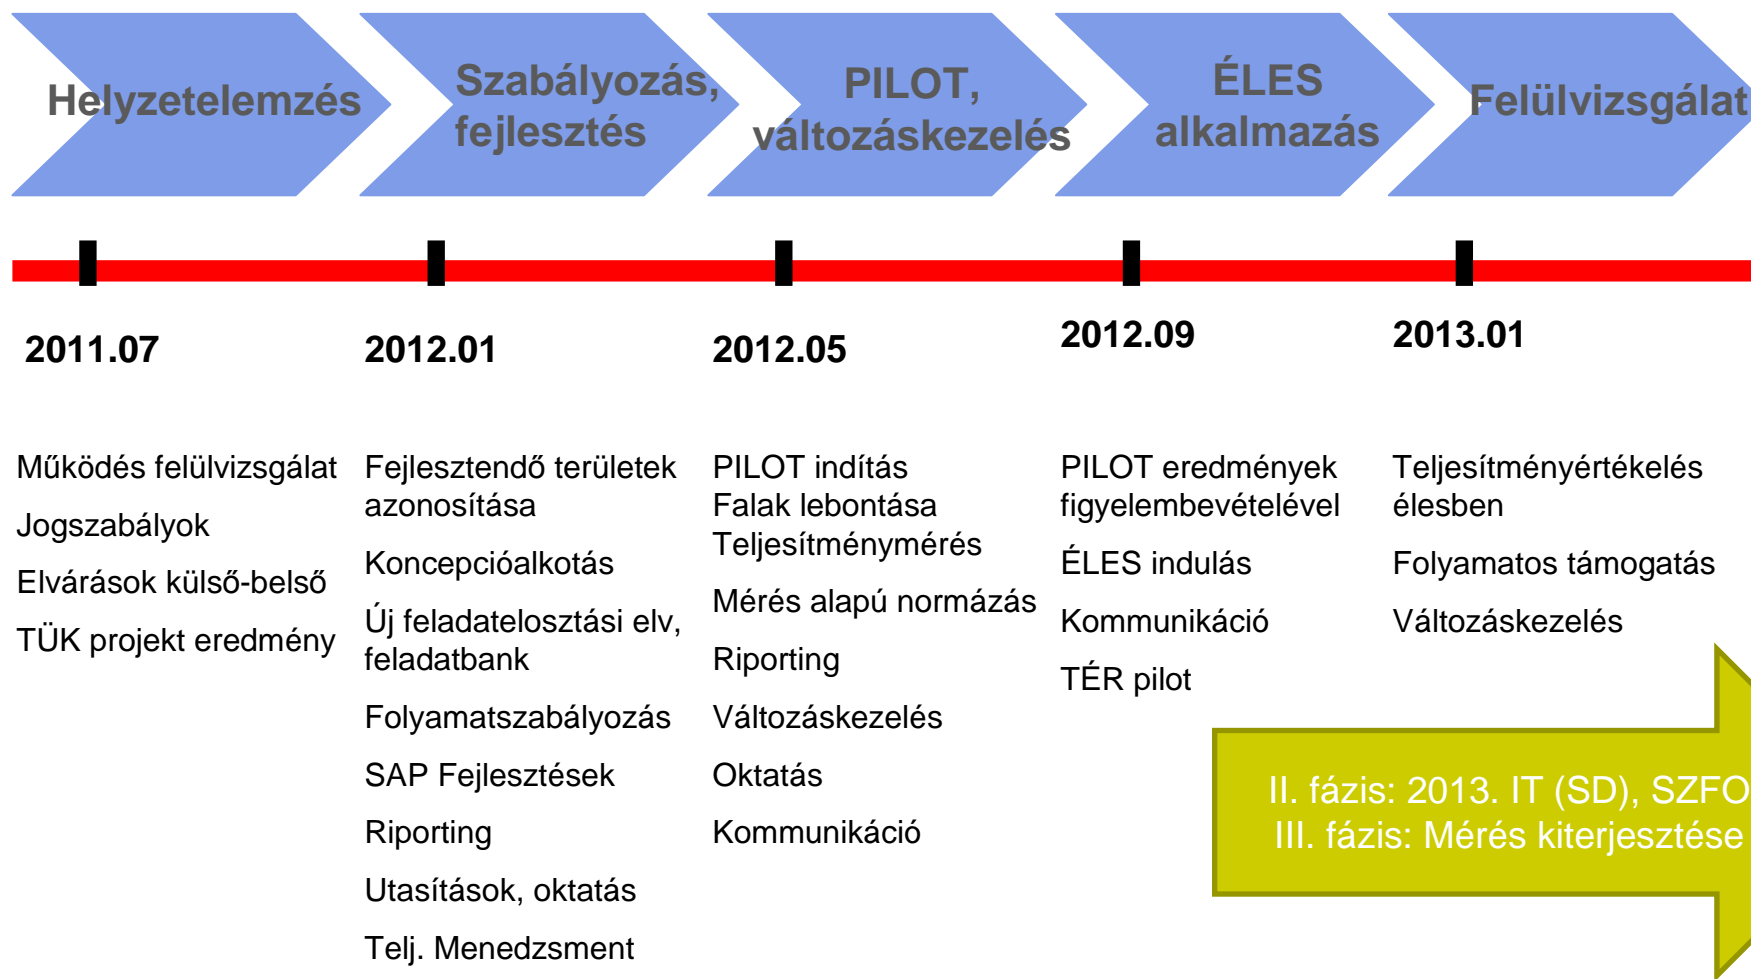 Helyzetelemzés
Szabályozás,
fejlesztés
PILOT,
változáskezelés
ÉLES
alkalmazás
Felülvizsgálat
2011.07
2012.01
2012.05
2012.09
2013.01
Működés felülvizsgálat
Jogszabályok
Elvárások külső-belső
TÜK projekt eredmény
Fejlesztendő területek
azonosítása
Koncepcióalkotás
Új feladatelosztási elv,
feladatbank
Folyamatszabályozás
SAP Fejlesztések
Riporting
Utasítások, oktatás
Telj. Menedzsment
PILOT indítás
Falak lebontása
Teljesítménymérés
Mérés alapú normázás
Riporting
Változáskezelés
Oktatás
Kommunikáció
PILOT eredmények
figyelembevételével
ÉLES indulás
Kommunikáció
TÉR pilot
Teljesítményértékelés
élesben
Folyamatos támogatás
Változáskezelés
II. fázis: 2013. IT (SD), SZFO
III. fázis: Mérés kiterjesztése